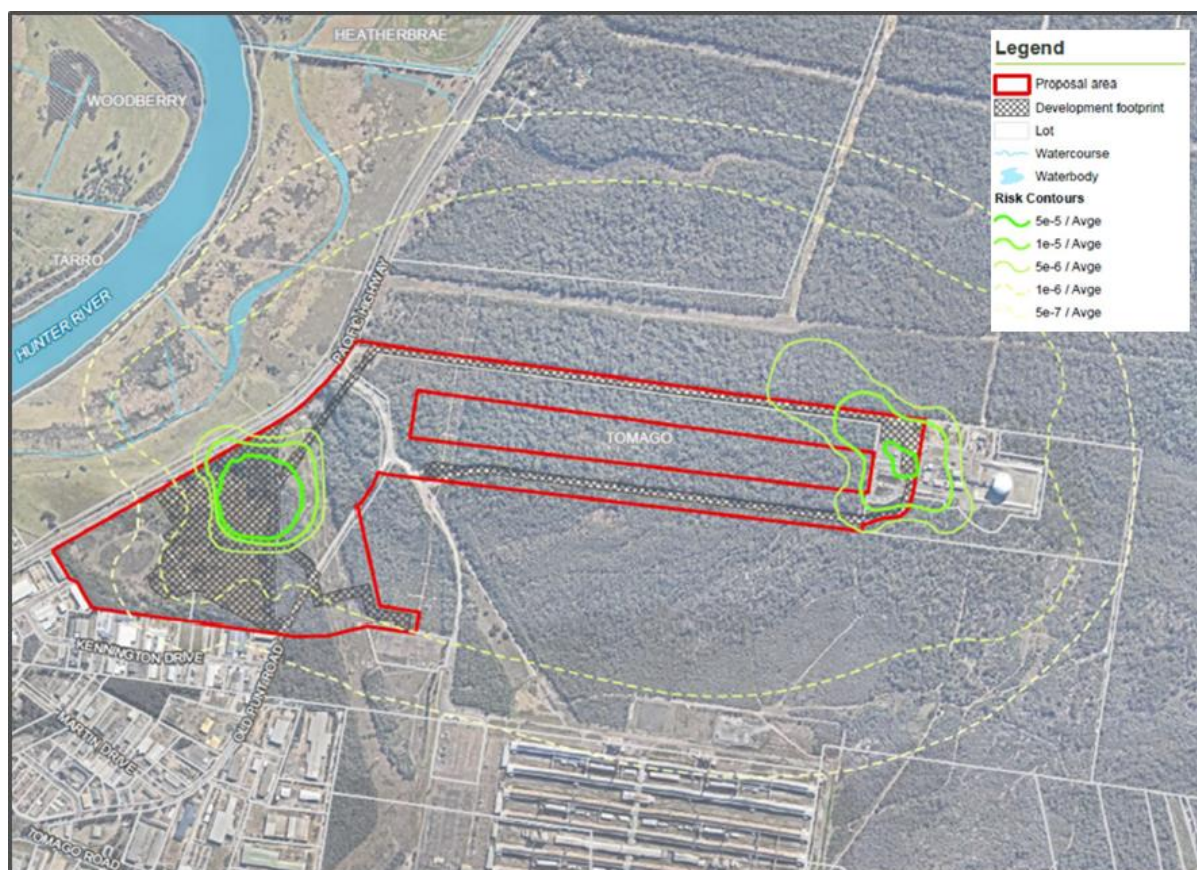 HEATHERBRAE
WOODBERRY
TARRO
HUNTER RIVER
PACIFIC HIGHWAY
TOMAGO
KENNINGTON DRIVE
OLD PUNT ROAD
MARTIN DRIVE
TOMAGO ROAD
Legend
Proposal area
Development footprint
Lot
Watercourse
Waterbody
Risk Contours
5e-5 / Avge
1e-5 / Avge
5e-6 / Avge
1e-6 / Avge
5e-7 / Avge